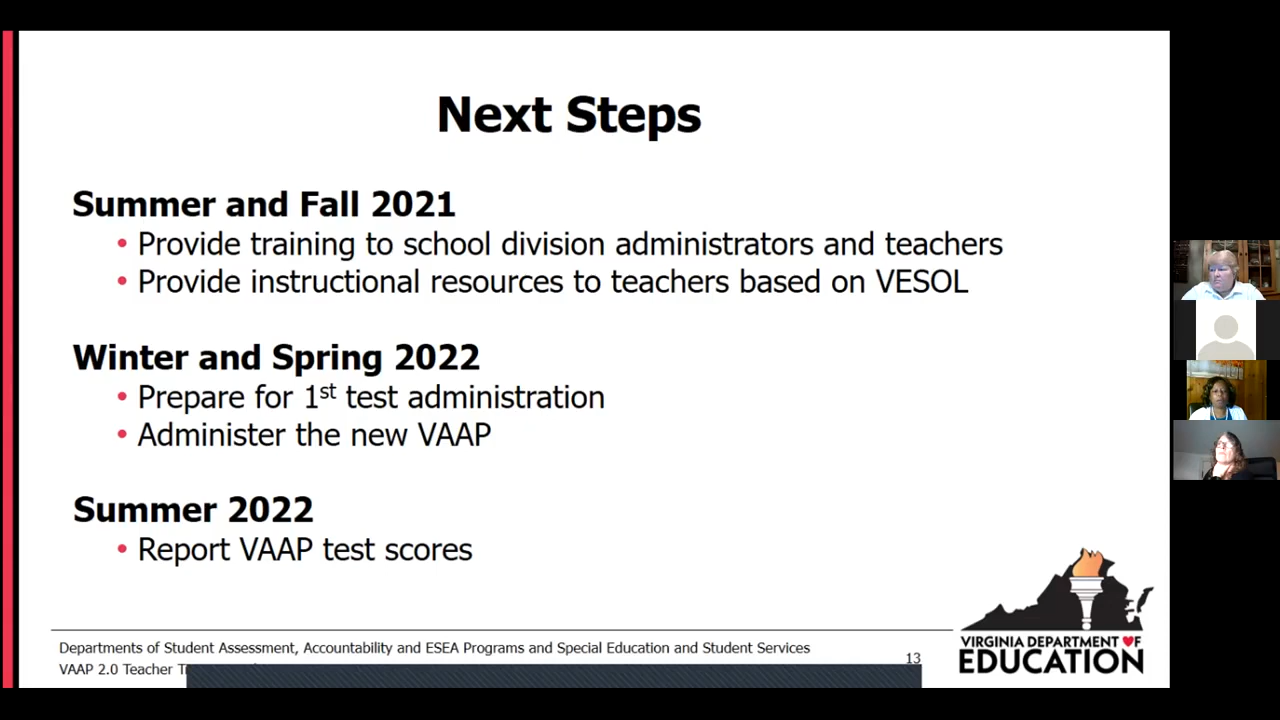 Next Steps
Summer and Fall 2021
• Provide training to school division administrators and teachers
• Provide instructional resources to teachers based on VESOL
Winter and Spring 2022
• Prepare for 1st test administration
• Administer the new VAAP
Summer 2022
• Report VAAP test scores
Departments of Student Assessment, Accountability and ESEA Programs and Special Education and Student Services
VAAP 2.0 Teacher
13
VIRGINIA DEPARTMENT OF
EDUCATION